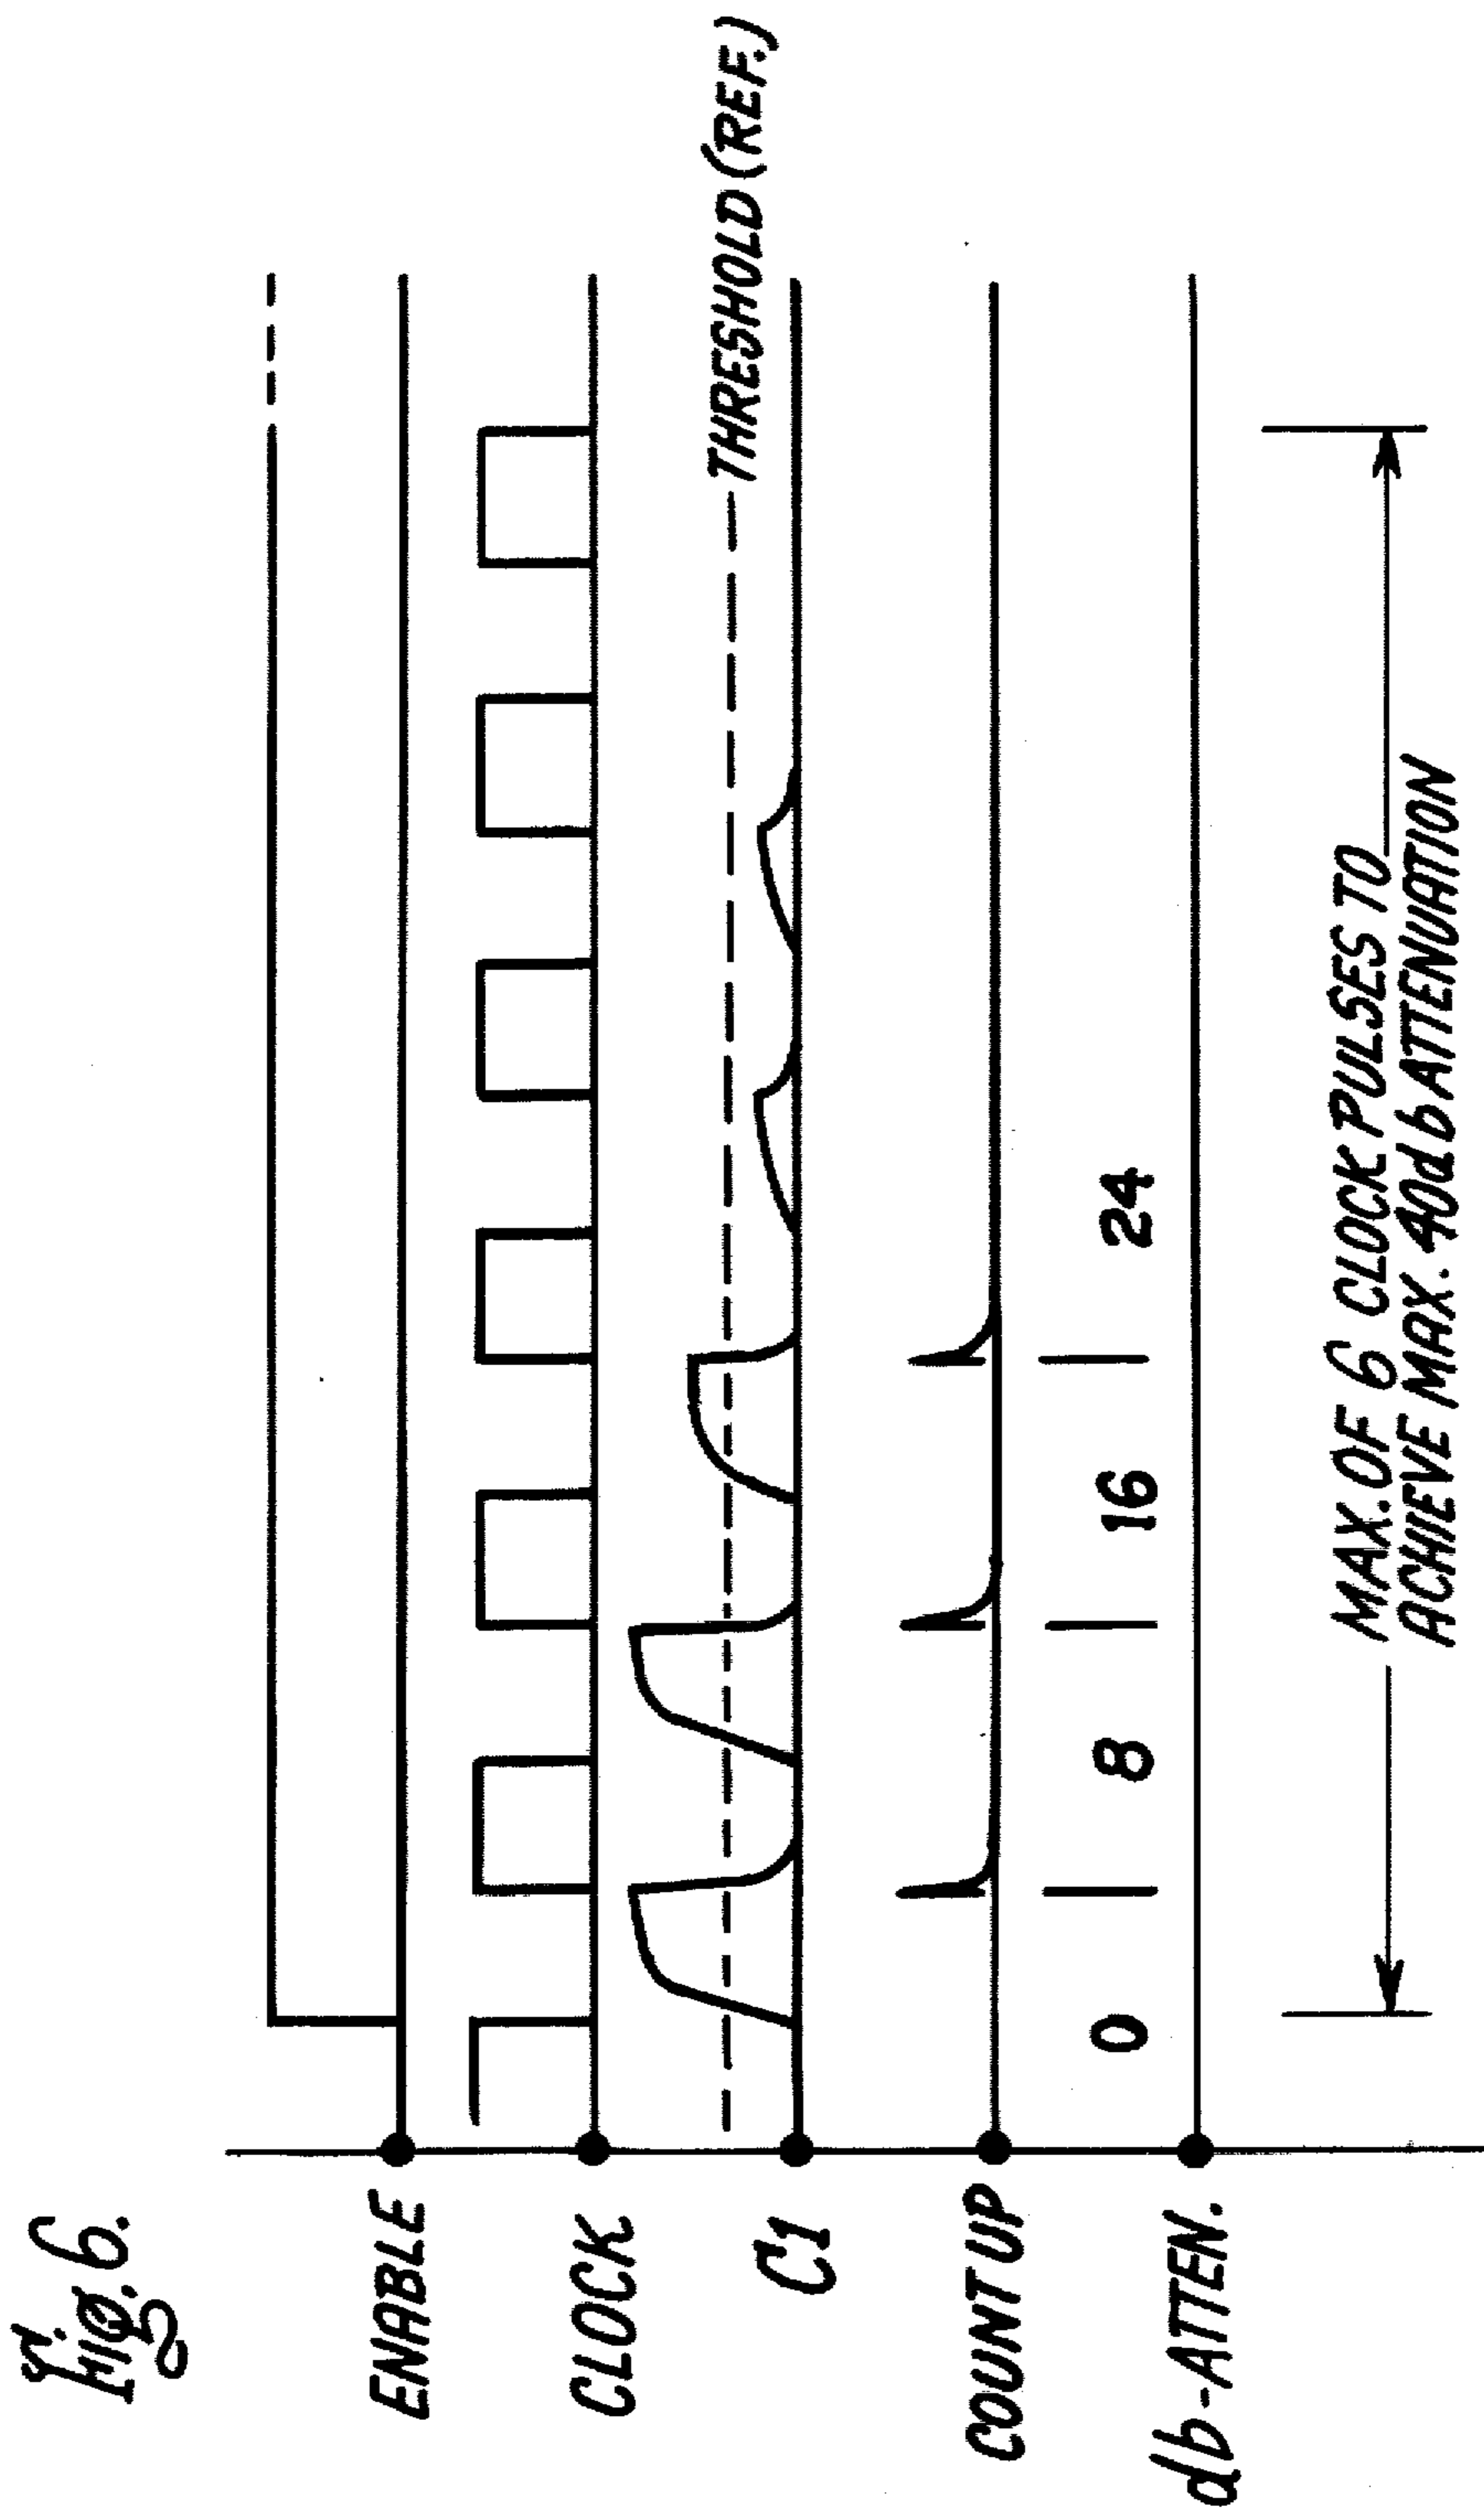 Fig. 6.
ENABLE
CLOCK
THRESHOLD (REF.)
C1
COUNT UP
db-ATTEN.
0 8 16 24
MAX. OF 6 CLOCK PULSES TO
ACHIEVE MAX. 40db ATTENUATION